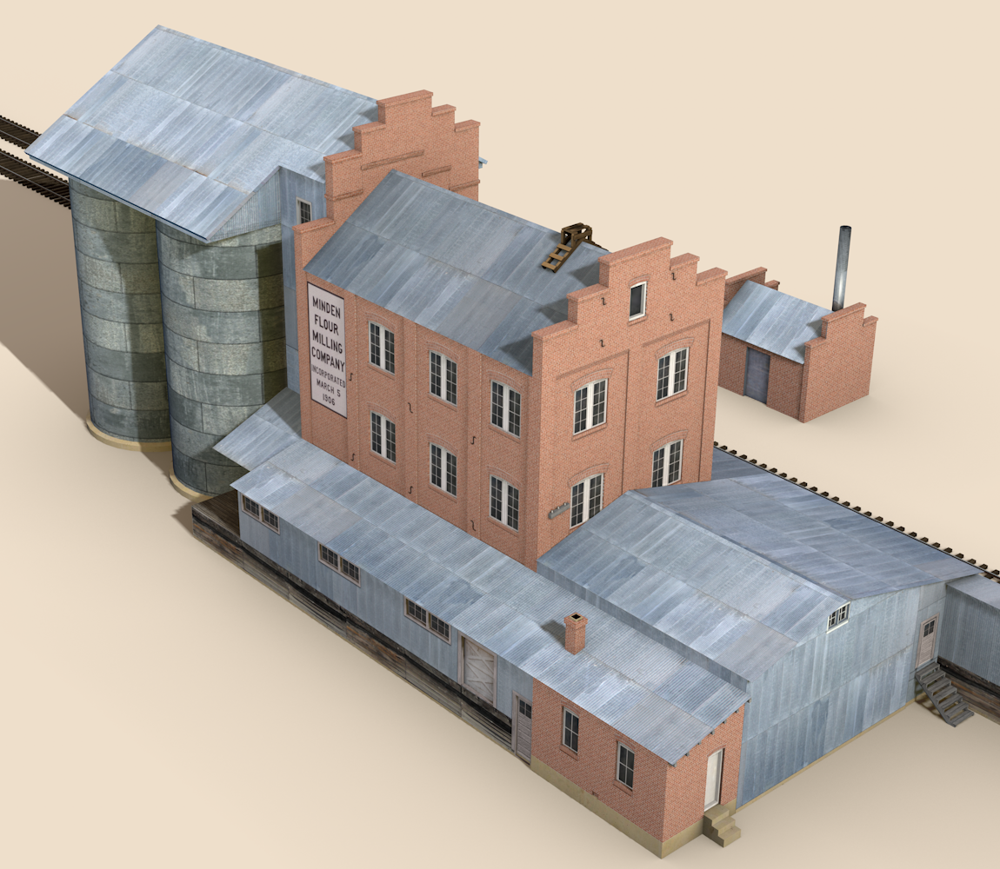 MINDEN
FLOUR
MILLING
COMPANY
INCORPORATED
MARCH 5
1906